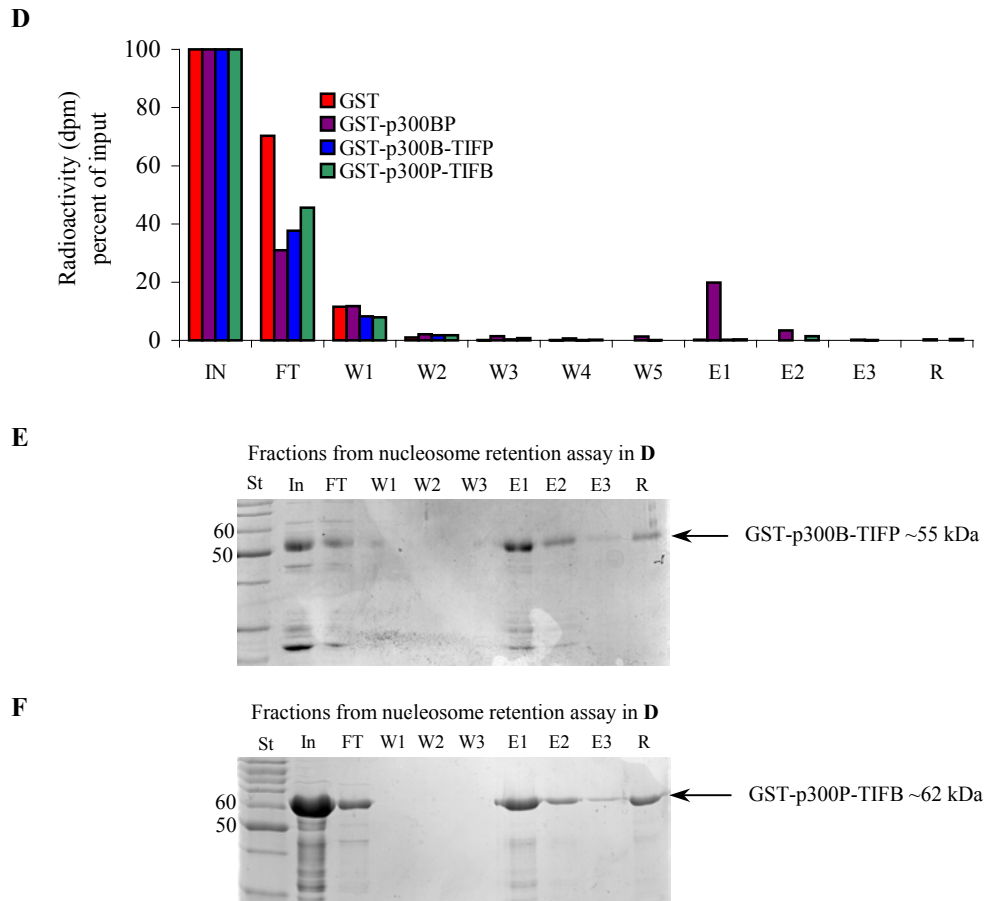 D
Radioactivity (dpm)
percent of input
100
80
60
40
20
0
GST
GST-p300BP
GST-p300B-TIFP
GST-p300P-TIFB
IN FT W1 W2 W3 W4 W5 E1 E2 E3 R
E
Fractions from nucleosome retention assay in D
St In FT W1 W2 W3 E1 E2 E3 R
60
50
GST-p300B-TIFP ~55 kDa
F
Fractions from nucleosome retention assay in D
St In FT W1 W2 W3 E1 E2 E3 R
60
50
GST-p300P-TIFB ~62 kDa